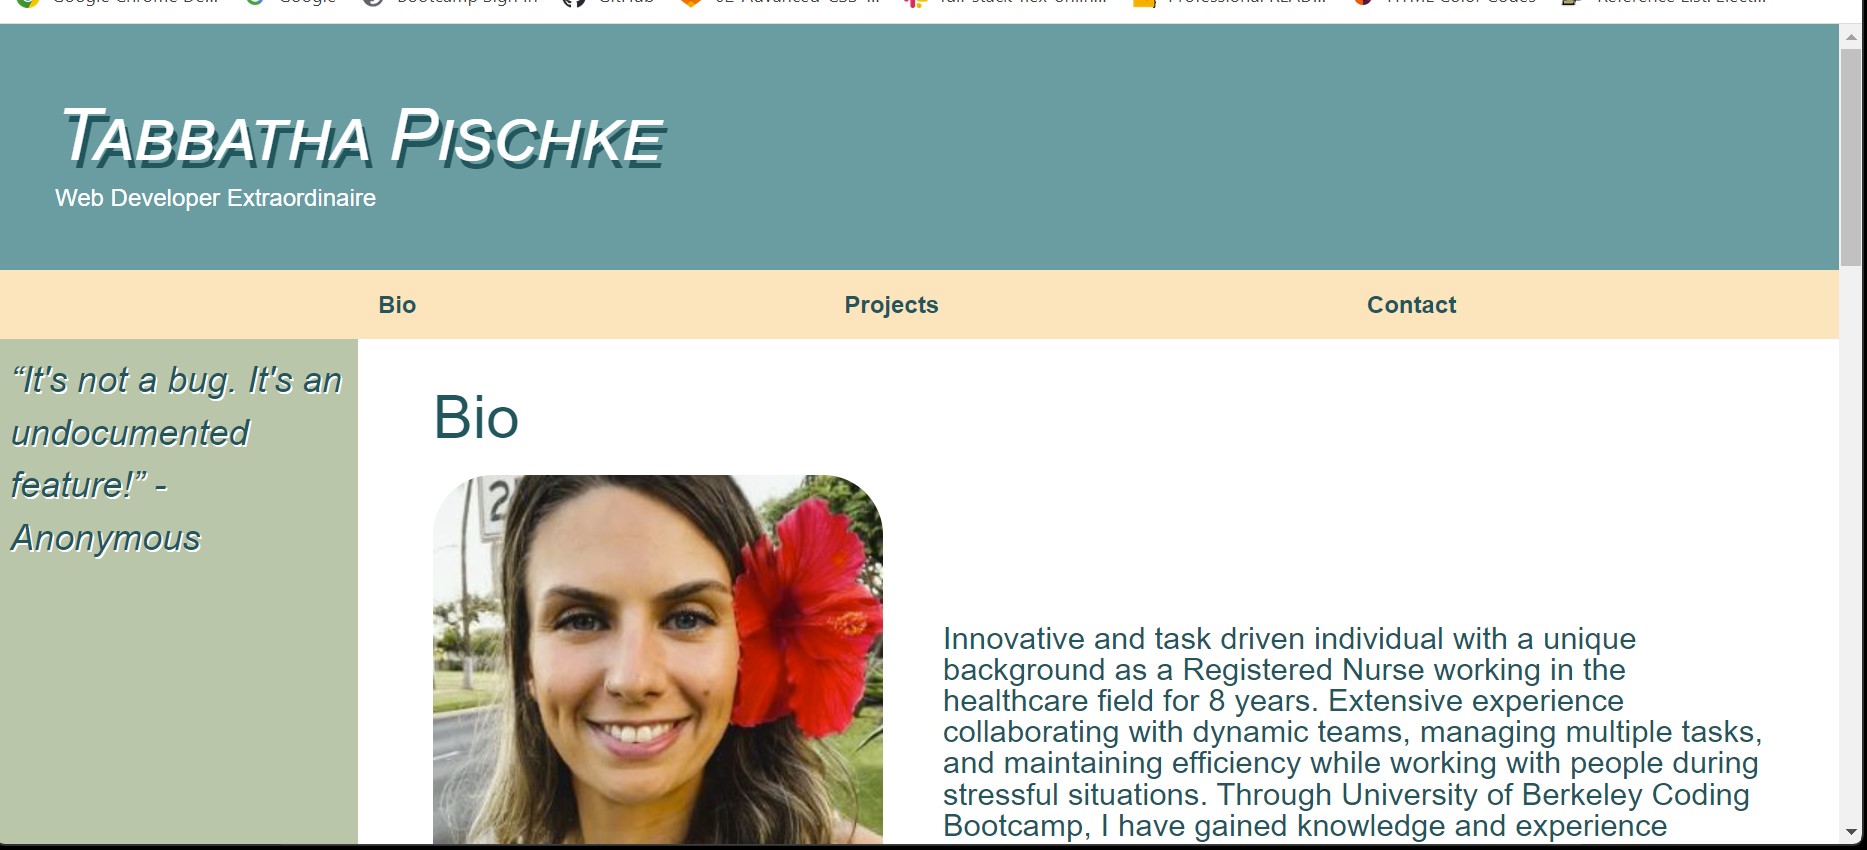 Google
GitHub
TABBATHA PISCHKE
Web Developer Extraordinaire
Bio
Projects
Contact
“It's not a bug. It's an
undocumented
feature!” -
Anonymous
Bio
2
Innovative and task driven individual with a unique
background as a Registered Nurse working in the
healthcare field for 8 years. Extensive experience
collaborating with dynamic teams, managing multiple tasks,
and maintaining efficiency while working with people during
stressful situations. Through University of Berkeley Coding
Bootcamp, I have gained knowledge and experience